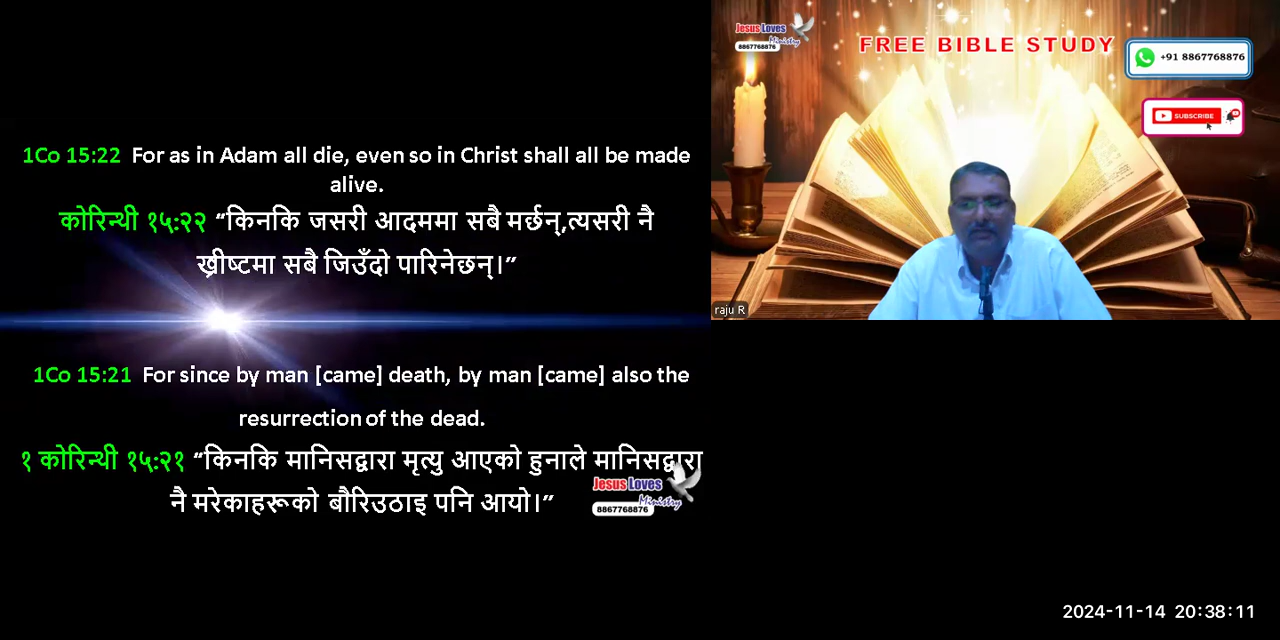 1Co 15:22 For as in Adam all die, even so in Christ shall all be made
alive.
कोरिन्थी १५:२२ “किनकि जसरी आदममा सबै मर्छन्,त्यसरी नै
ख्रीष्टमा सबै जिउँदो पारिनेछन्।”
1Co 15:21 For since by man [came] death, by man [came] also the
resurrection of the dead.
१ कोरिन्थी १५:२१ “किनकि मानिसद्वारा मृत्यु आएको हुनाले मानिसद्वारा
नै मरेकाहरूको बौरिउठाइ पनि आयो।”
Jesus Loves
Ministry
8867768876
Jesus Loves
Ministry
8867768876
FREE BIBLE STUDY
+91 8867768876
SUBSCRIBE
raju R
2024-11-14 20:38:11